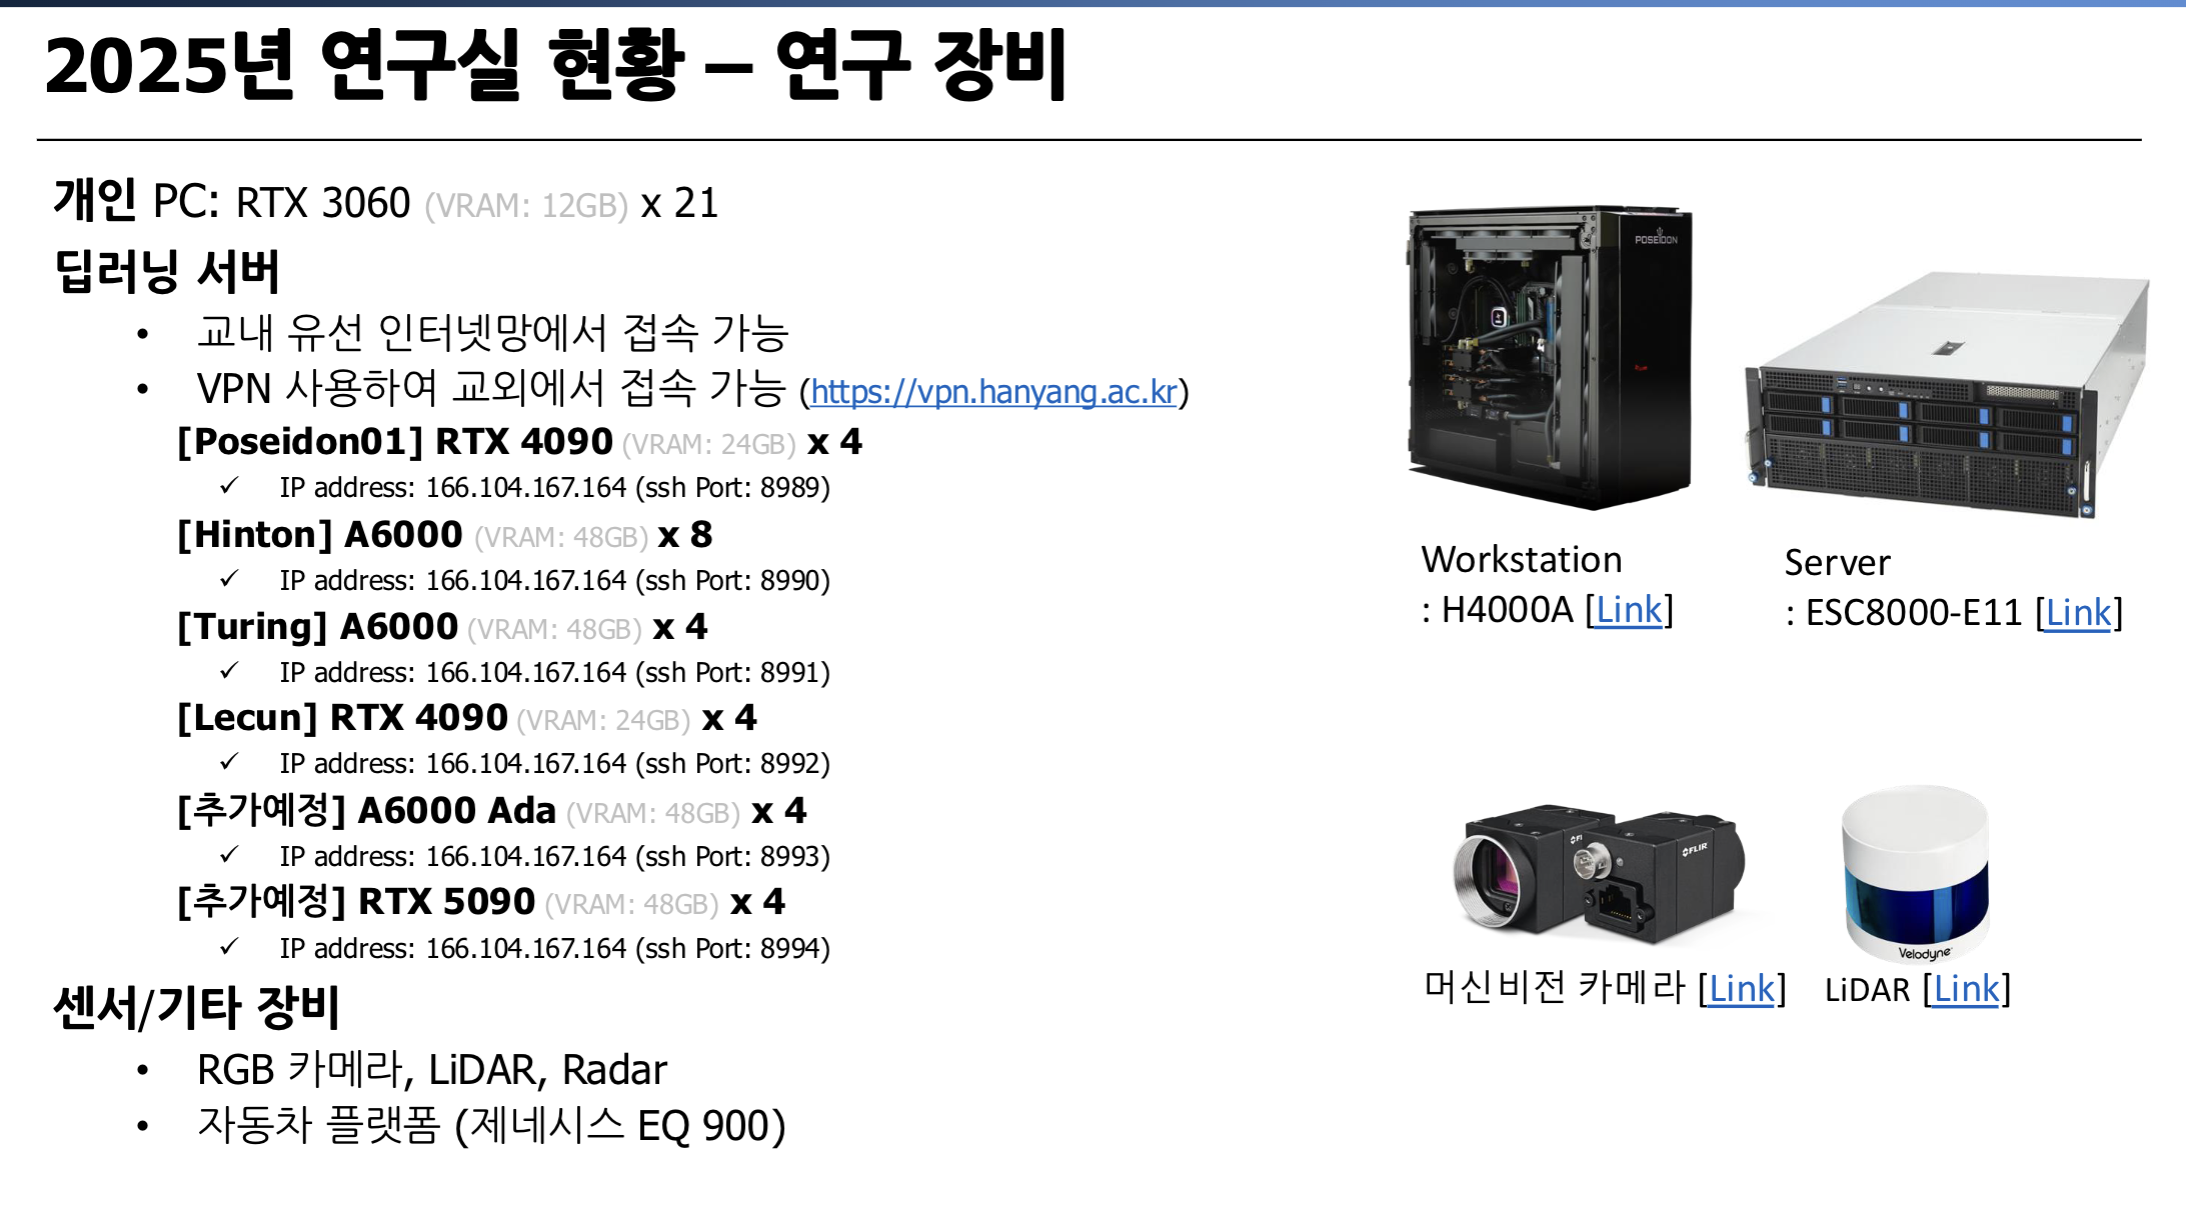 2025년 연구실 현황 – 연구 장비
개인 PC: RTX 3060 (VRAM: 12GB) x 21
딥러닝 서버
• 교내 유선 인터넷망에서 접속 가능
• VPN 사용하여 교외에서 접속 가능 (https://vpn.hanyang.ac.kr)
[Poseidon01] RTX 4090 (VRAM: 24GB) x 4
✓ IP address: 166.104.167.164 (ssh Port: 8989)
[Hinton] A6000 (VRAM: 48GB) x 8
✓ IP address: 166.104.167.164 (ssh Port: 8990)
[Turing] A6000 (VRAM: 48GB) x 4
✓ IP address: 166.104.167.164 (ssh Port: 8991)
[Lecun] RTX 4090 (VRAM: 24GB) x 4
✓ IP address: 166.104.167.164 (ssh Port: 8992)
[추가예정] A6000 Ada (VRAM: 48GB) x 4
✓ IP address: 166.104.167.164 (ssh Port: 8993)
[추가예정] RTX 5090 (VRAM: 48GB) x 4
✓ IP address: 166.104.167.164 (ssh Port: 8994)
센서/기타 장비
• RGB 카메라, LiDAR, Radar
• 자동차 플랫폼 (제네시스 EQ 900)
POSEIDON
Workstation
: H4000A [Link]
Server
: ESC8000-E11 [Link]
FLIR
머신비전 카메라 [Link]
Velodyne
LiDAR [Link]